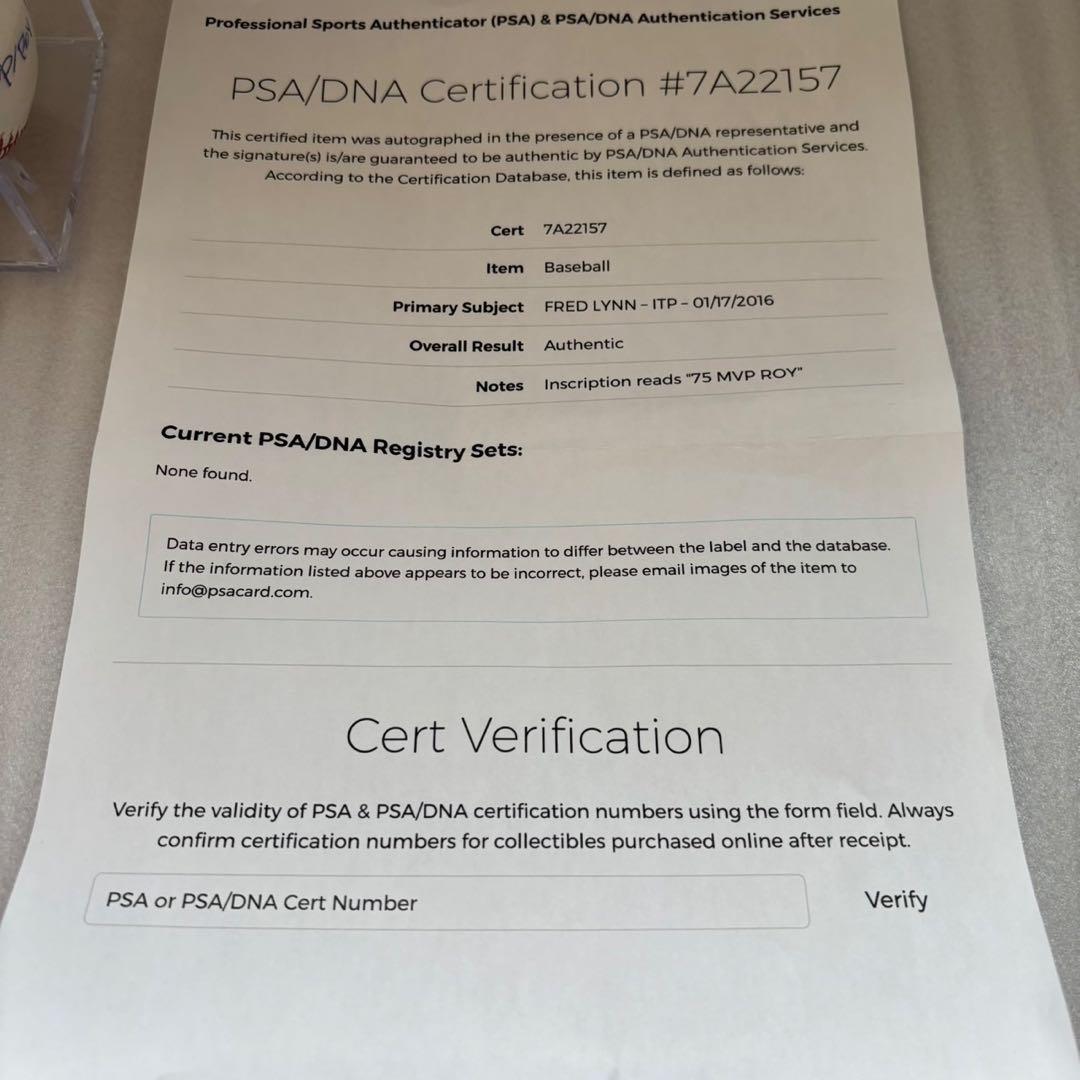 Professional Sports Authenticator (PSA) & PSA/DNA Authentication Services
PSA/DNA Certification #7A22157
This certified item was autographed in the presence of a PSA/DNA representative and
the signature(s) is/are guaranteed to be authentic by PSA/DNA Authentication Services.
According to the Certification Database, this item is defined as follows:
Cert 7A22157
Item Baseball
Primary Subject FRED LYNN - ITP - 01/17/2016
Overall Result Authentic
Notes Inscription reads "75 MVP ROY"
Current PSA/DNA Registry Sets:
None found.
Data entry errors may occur causing information to differ between the label and the database.
If the information listed above appears to be incorrect, please email images of the item to
info@psacard.com.
Cert Verification
Verify the validity of PSA & PSA/DNA certification numbers using the form field. Always
confirm certification numbers for collectibles purchased online after receipt.
PSA or PSA/DNA Cert Number Verify